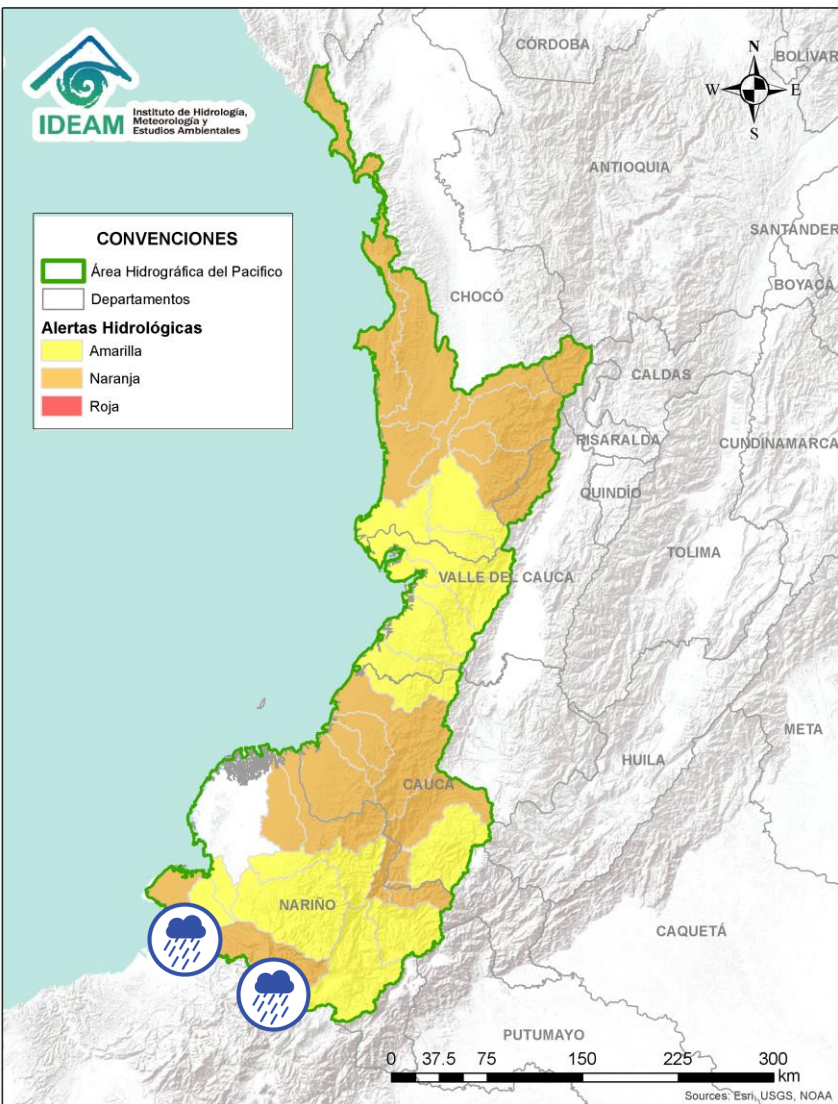 IDEAM
Instituto de Hidrología,
Meteorología y
Estudios Ambientales
CÓRDOBA
BOLÍVAR
N
W
E
S
ANTIOQUIA
SANTANDER
BOYACÁ
CONVENCIONES
Área Hidrográfica del Pacifico
Departamentos
Alertas Hidrológicas
Amarilla
Naranja
Roja
CHOCÓ
CALDAS
RISARALDA
CUNDINAMARCA
QUINDÍO
TOLIMA
VALLE DEL CAUCA
META
HUILA
CAUCA
NARIÑO
CAQUETÁ
PUTUMAYO
0 37.5 75 150 225 300
km
Sources: Esri, USGS, NOAA